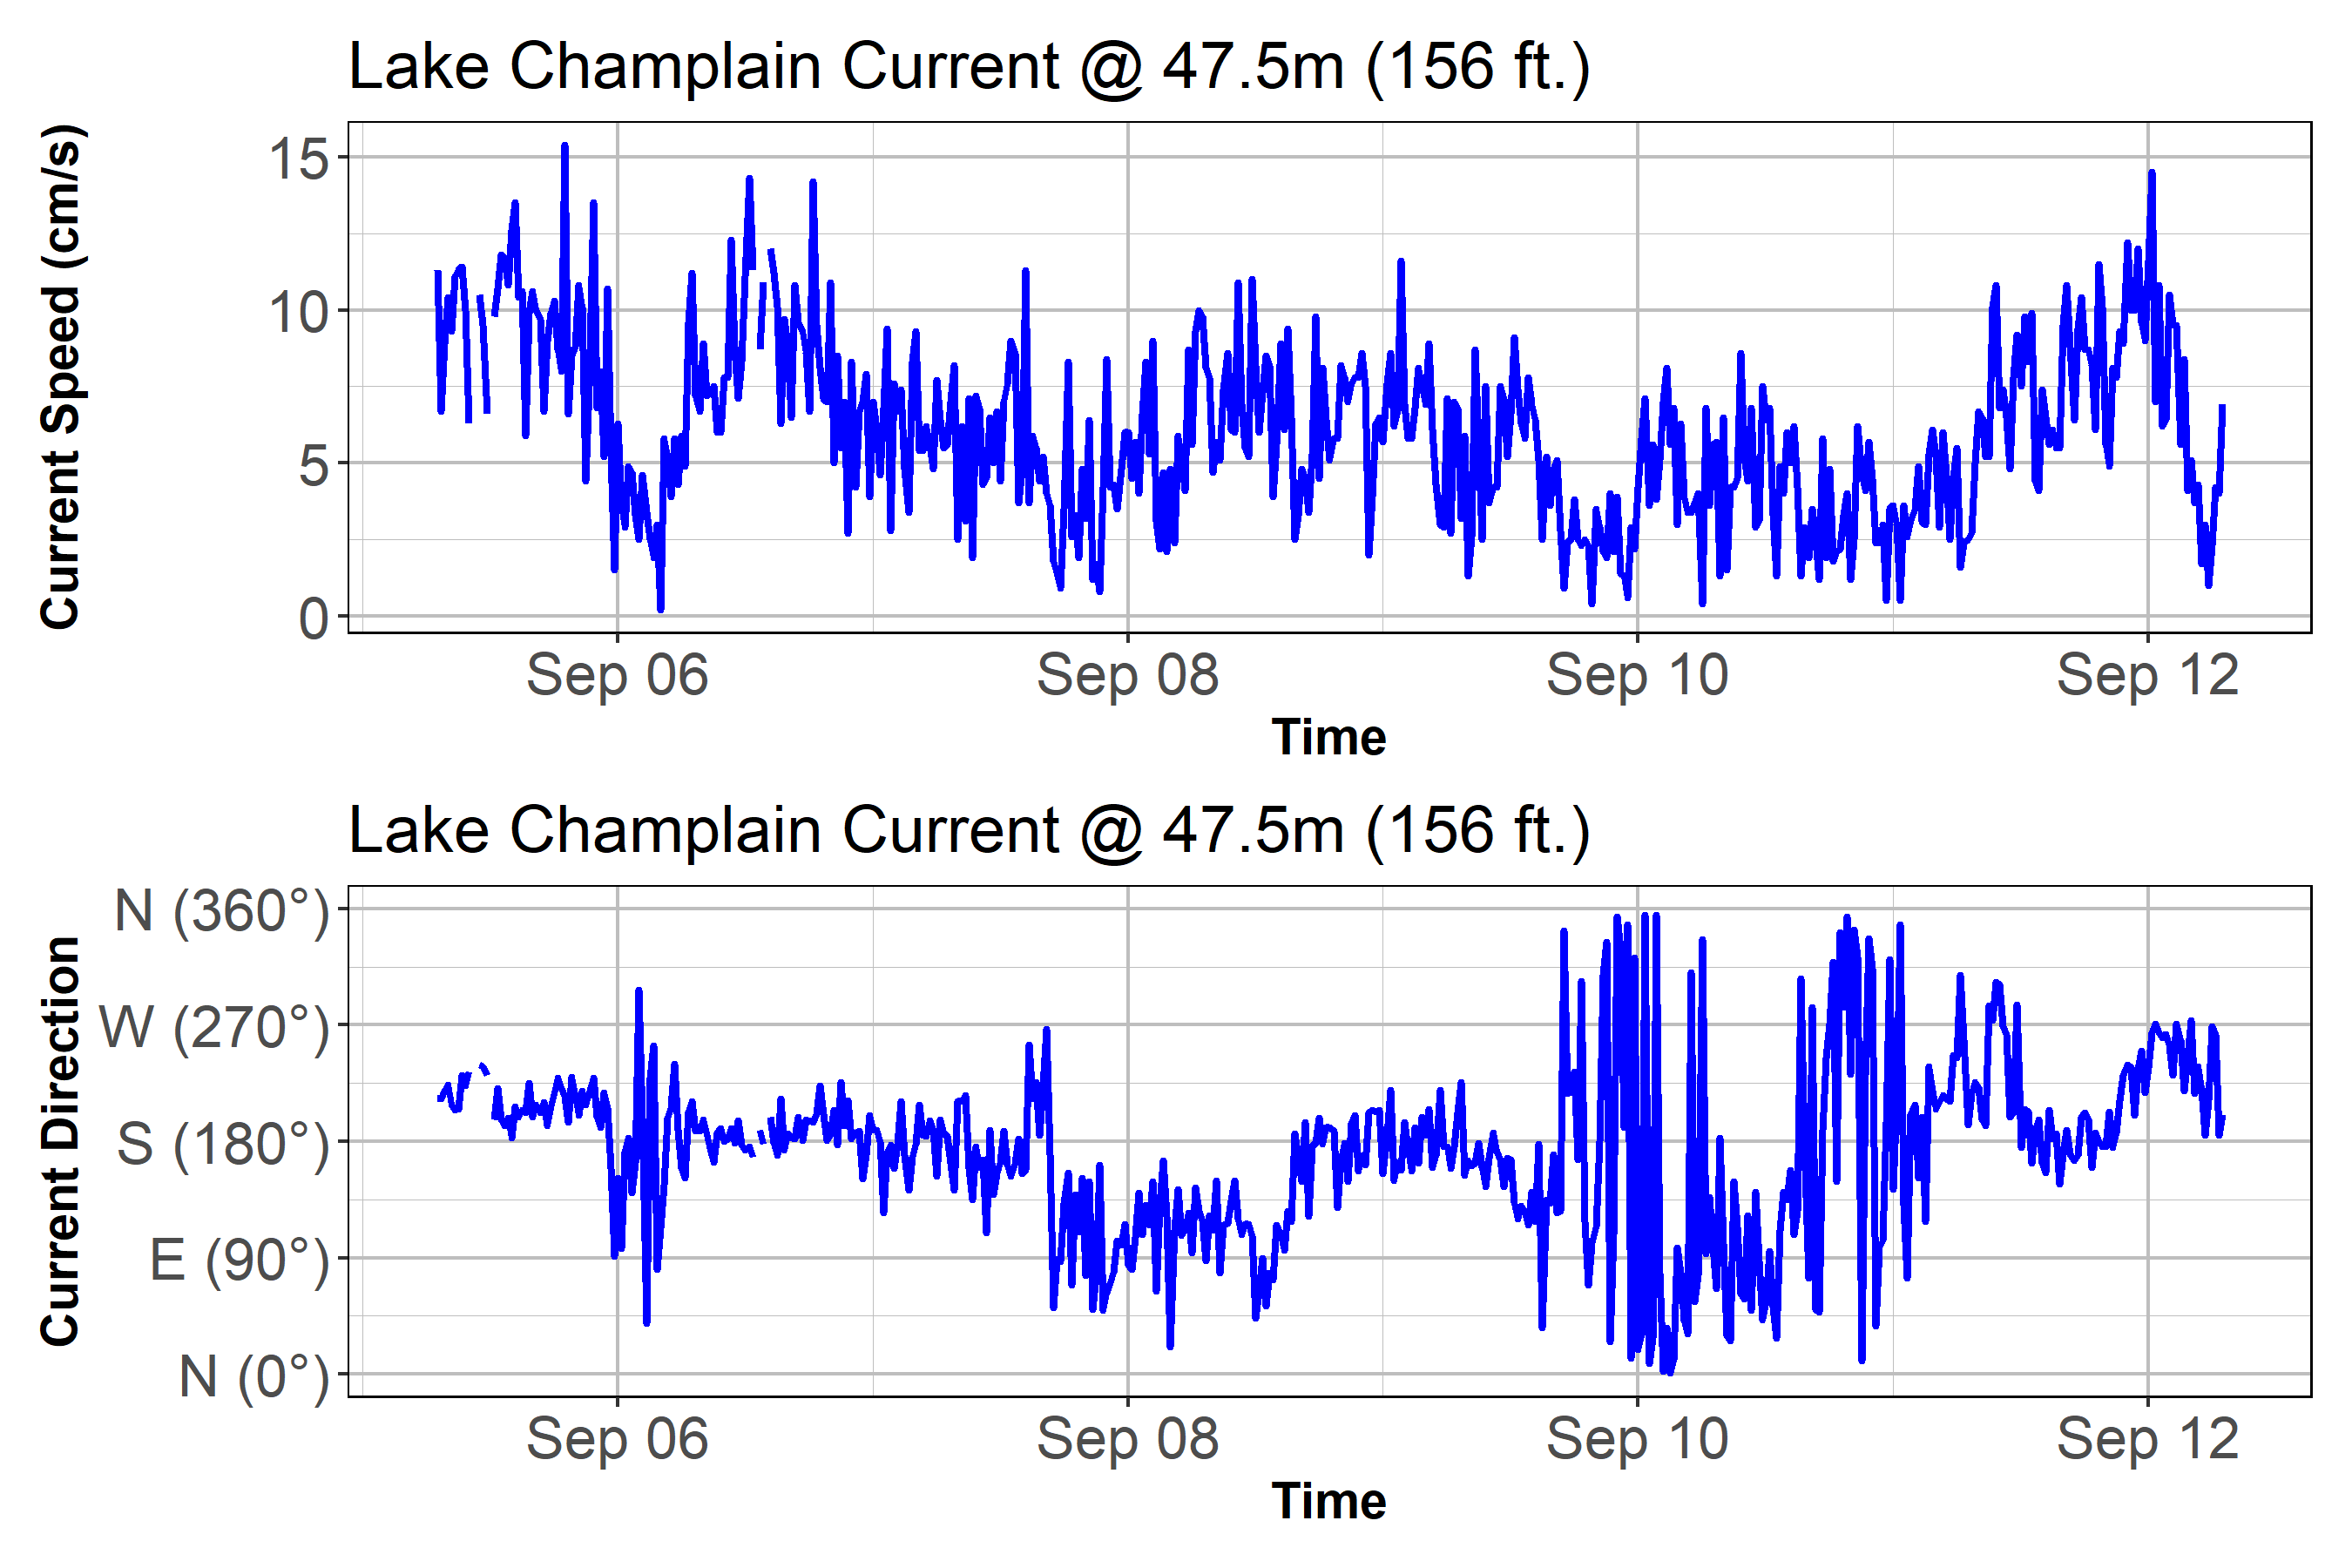 Lake Champlain Current @ 47.5m (156 ft.)
Current Speed (cm/s)
15
10
5
0
Sep 06 Sep 08 Sep 10 Sep 12
Time
Lake Champlain Current @ 47.5m (156 ft.)
Current Direction
N (360°)
W (270°)
S (180°)
E (90°)
N (0°)
Sep 06 Sep 08 Sep 10 Sep 12
Time